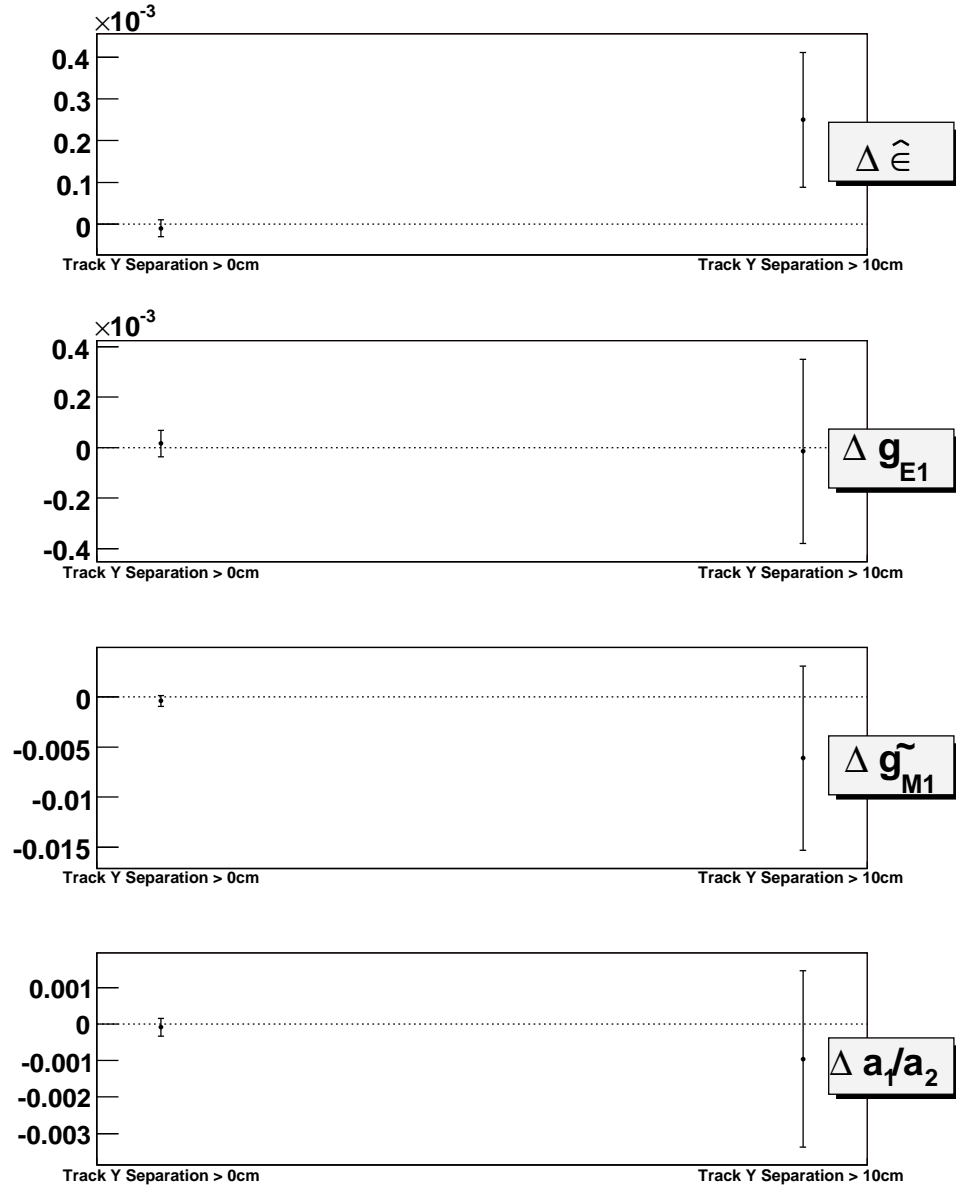 ×10-3
0.4
0.3
0.2
0.1
0
Δ ∈̂
Track Y Separation > 0cm Track Y Separation > 10cm
×10-3
0.4
0.2
0
-0.2
-0.4
Δ gE1
Track Y Separation > 0cm Track Y Separation > 10cm
0
-0.005
-0.01
-0.015
Δ g̃M1
Track Y Separation > 0cm Track Y Separation > 10cm
0.001
0
-0.001
-0.002
-0.003
Δ a1/a2
Track Y Separation > 0cm Track Y Separation > 10cm